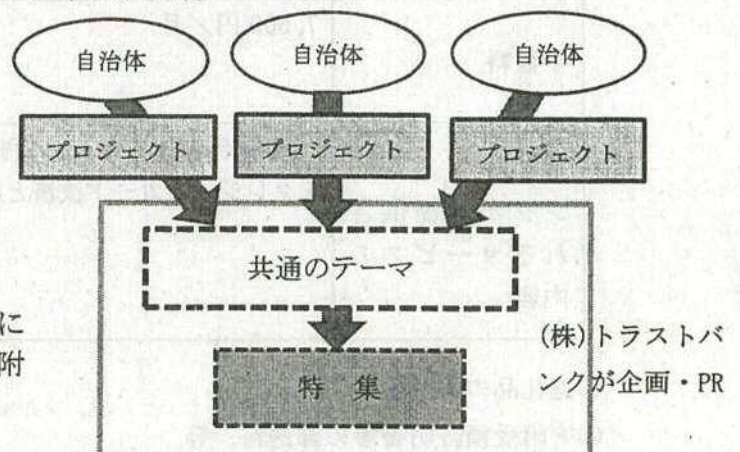 自治体
自治体
自治体
プロジェクト
プロジェクト
プロジェクト
共通のテーマ
に
附
特 集
(株)トラストバ
ンクが企画・PR